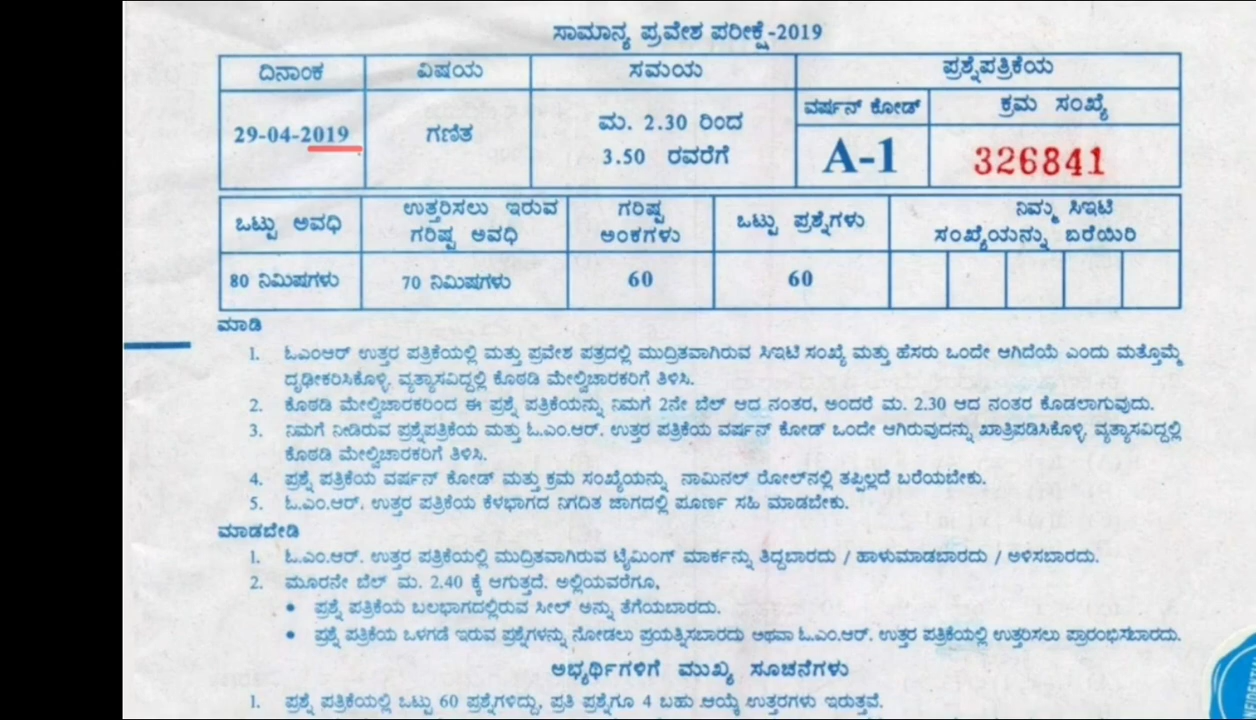 ಸಾಮಾನ್ಯ ಪ್ರವೇಶ ಪರೀಕ್ಷೆ-2019
ದಿನಾಂಕ ವಿಷಯ ಸಮಯ ಪ್ರಶ್ನೆಪತ್ರಿಕೆಯ
ವರ್ಷನ್ ಕೋಡ್ ಕ್ರಮ ಸಂಖ್ಯೆ
29-04-2019 ಗಣಿತ ಮ. 2.30 ರಿಂದ
3.50 ರವರೆಗೆ A-1 326841
ಒಟ್ಟು ಅವಧಿ ಉತ್ತರಿಸಲು ಇರುವ
ಗರಿಷ್ಠ ಅವಧಿ ಗರಿಷ್ಠ
ಅಂಕಗಳು ಒಟ್ಟು ಪ್ರಶ್ನೆಗಳು ನಿಮ್ಮ ಸಿಇಟಿ
ಸಂಖ್ಯೆಯನ್ನು ಬರೆಯಿರಿ
80 ನಿಮಿಷಗಳು 70 ನಿಮಿಷಗಳು 60 60
ಮಾಡಿ
1. ಓಎಂಆರ್ ಉತ್ತರ ಪತ್ರಿಕೆಯಲ್ಲಿ ಮತ್ತು ಪ್ರವೇಶ ಪತ್ರದಲ್ಲಿ ಮುದ್ರಿತವಾಗಿರುವ ಸಿಇಟಿ ಸಂಖ್ಯೆ ಮತ್ತು ಹೆಸರು ಒಂದೇ ಆಗಿದೆಯೆ ಎಂದು ಮತ್ತೊಮ್ಮೆ
ದೃಢೀಕರಿಸಿಕೊಳ್ಳಿ. ವ್ಯತ್ಯಾಸವಿದ್ದಲ್ಲಿ ಕೊಠಡಿ ಮೇಲ್ವಿಚಾರಕರಿಗೆ ತಿಳಿಸಿ.
2. ಕೊಠಡಿ ಮೇಲ್ವಿಚಾರಕರಿಂದ ಈ ಪ್ರಶ್ನೆ ಪತ್ರಿಕೆಯನ್ನು ನಿಮಗೆ 2ನೇ ಬೆಲ್ ಆದ ನಂತರ, ಅಂದರೆ ಮ. 2.30 ಆದ ನಂತರ ಕೊಡಲಾಗುವುದು.
3. ನಿಮಗೆ ನೀಡಿರುವ ಪ್ರಶ್ನೆಪತ್ರಿಕೆಯ ಮತ್ತು ಓ.ಎಂ.ಆರ್. ಉತ್ತರ ಪತ್ರಿಕೆಯ ವರ್ಷನ್ ಕೋಡ್ ಒಂದೇ ಆಗಿರುವುದನ್ನು ಖಾತ್ರಿಪಡಿಸಿಕೊಳ್ಳಿ. ವ್ಯತ್ಯಾಸವಿದ್ದಲ್ಲಿ
ಕೊಠಡಿ ಮೇಲ್ವಿಚಾರಕರಿಗೆ ತಿಳಿಸಿ.
4. ಪ್ರಶ್ನೆ ಪತ್ರಿಕೆಯ ವರ್ಷನ್ ಕೋಡ್ ಮತ್ತು ಕ್ರಮ ಸಂಖ್ಯೆಯನ್ನು ನಾಮಿನಲ್ ರೋಲ್‌ನಲ್ಲಿ ತಪ್ಪಿಲ್ಲದೆ ಬರೆಯಬೇಕು.
5. ಓ.ಎಂ.ಆರ್. ಉತ್ತರ ಪತ್ರಿಕೆಯ ಕೆಳಭಾಗದ ನಿಗದಿತ ಜಾಗದಲ್ಲಿ ಪೂರ್ಣ ಸಹಿ ಮಾಡಬೇಕು.
ಮಾಡಬೇಡಿ
1. ಓ.ಎಂ.ಆರ್. ಉತ್ತರ ಪತ್ರಿಕೆಯಲ್ಲಿ ಮುದ್ರಿತವಾಗಿರುವ ಟೈಮಿಂಗ್ ಮಾರ್ಕನ್ನು ತಿದ್ದಬಾರದು / ಹಾಳುಮಾಡಬಾರದು / ಅಳಿಸಬಾರದು.
2. ಮೂರನೇ ಬೆಲ್ ಮ. 2.40 ಕ್ಕೆ ಆಗುತ್ತದೆ. ಅಲ್ಲಿಯವರೆಗೂ,
• ಪ್ರಶ್ನೆ ಪತ್ರಿಕೆಯ ಬಲಭಾಗದಲ್ಲಿರುವ ಸೀಲ್ ಅನ್ನು ತೆಗೆಯಬಾರದು.
• ಪ್ರಶ್ನೆ ಪತ್ರಿಕೆಯ ಒಳಗಡೆ ಇರುವ ಪ್ರಶ್ನೆಗಳನ್ನು ನೋಡಲು ಪ್ರಯತ್ನಿಸಬಾರದು ಅಥವಾ ಓ.ಎಂ.ಆರ್. ಉತ್ತರ ಪತ್ರಿಕೆಯಲ್ಲಿ ಉತ್ತರಿಸಲು ಪ್ರಾರಂಭಿಸಬಾರದು.
ಅಭ್ಯರ್ಥಿಗಳಿಗೆ ಮುಖ್ಯ ಸೂಚನೆಗಳು
1. ಪ್ರಶ್ನೆ ಪತ್ರಿಕೆಯಲ್ಲಿ ಒಟ್ಟು 60 ಪ್ರಶ್ನೆಗಳಿದ್ದು, ಪ್ರತಿ ಪ್ರಶ್ನೆಗೂ 4 ಬಹು ಆಯ್ಕೆ ಉತ್ತರಗಳು ಇರುತ್ತವೆ.